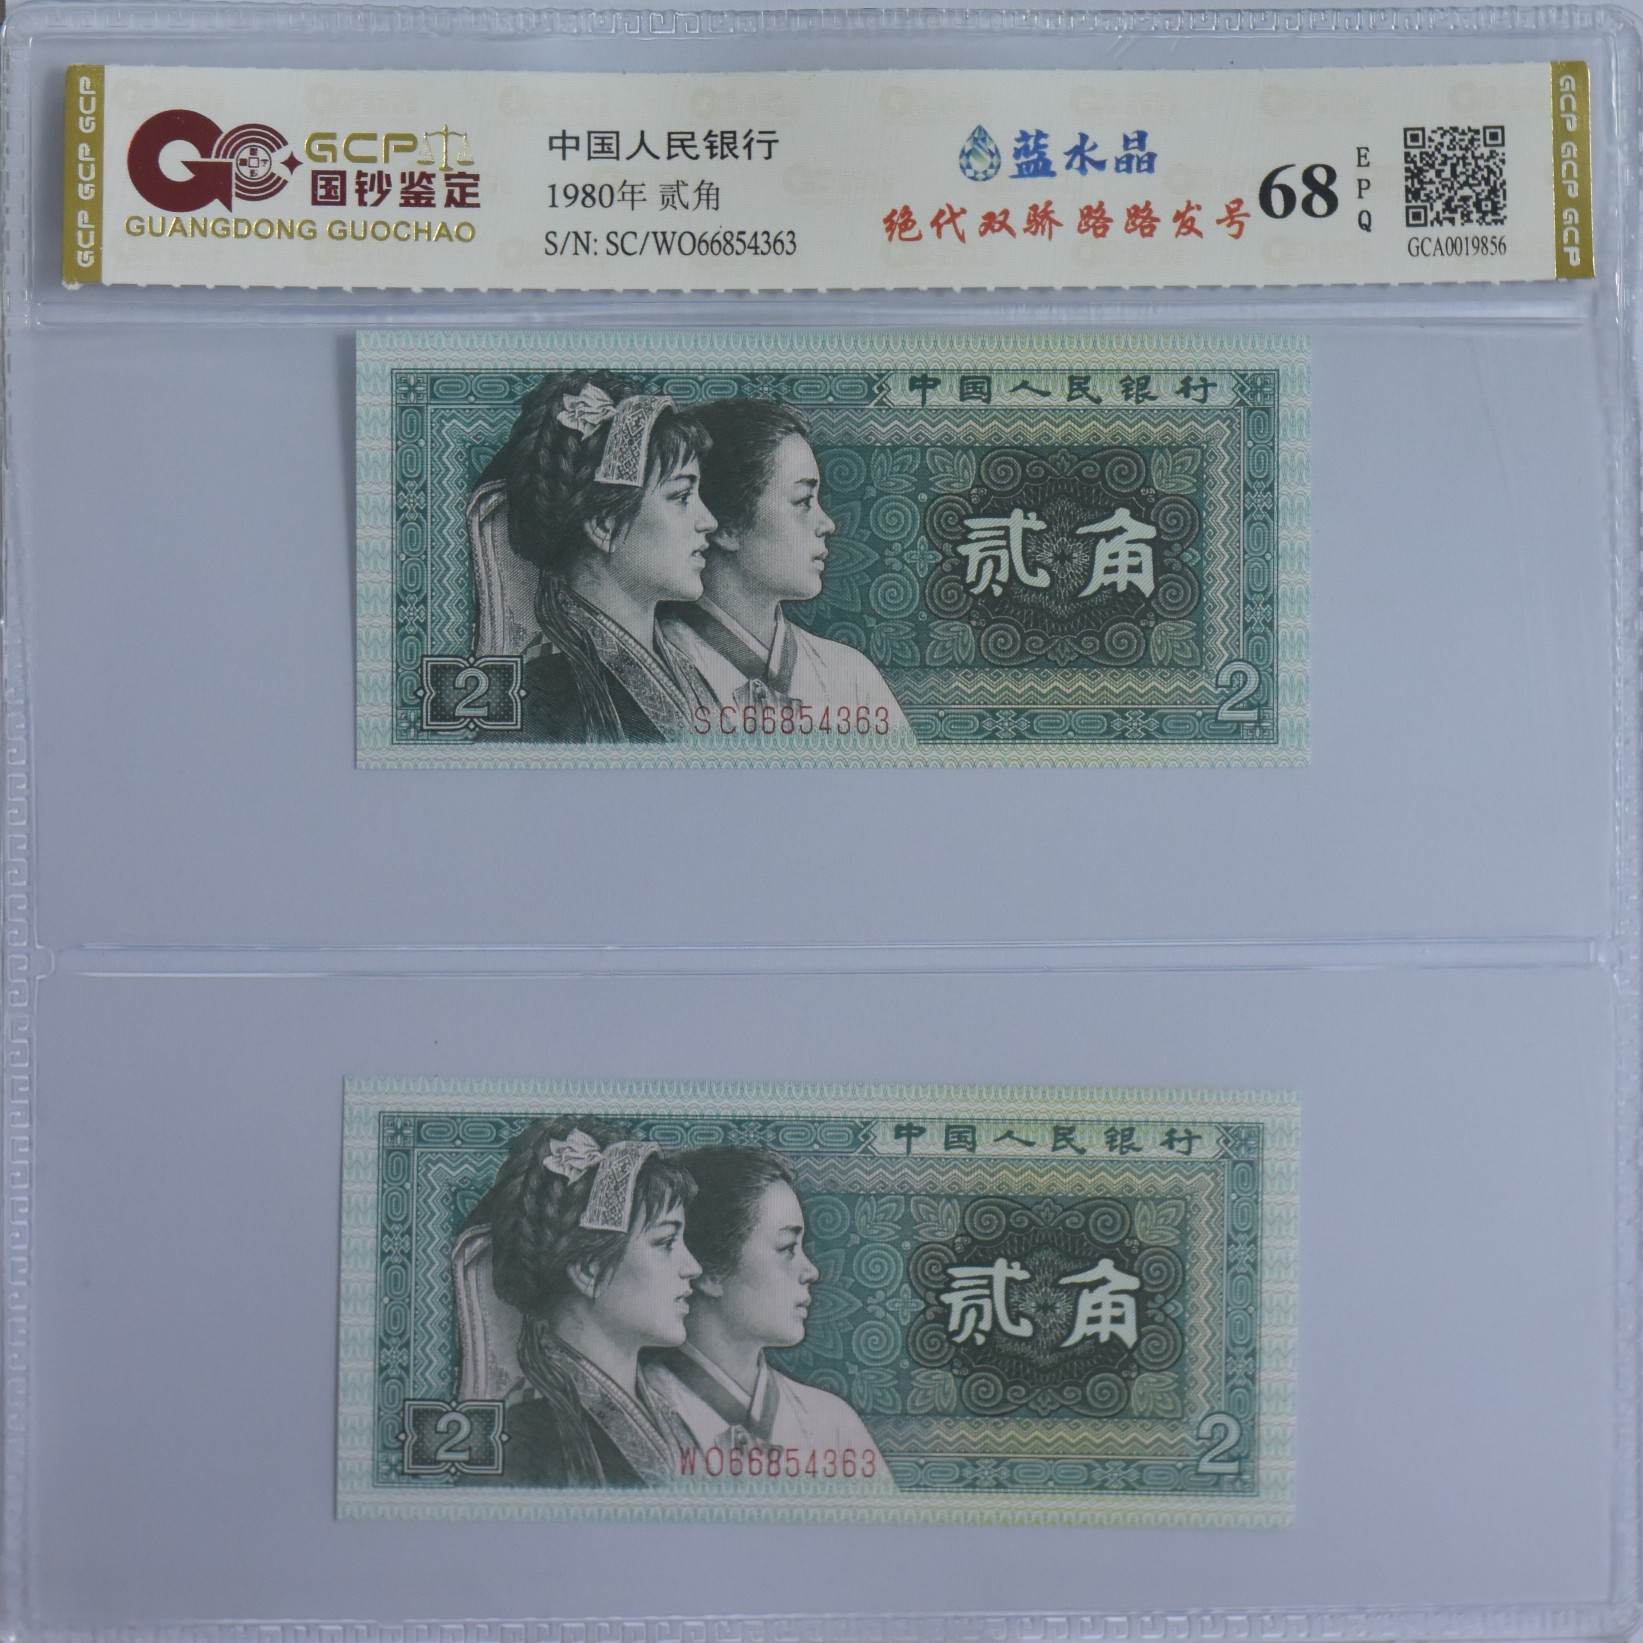 GCP GCP GCP
GCP
国钞鉴定
GUANGDONG GUOCHAO
中国人民银行
1980年 贰角
S/N: SC/WO66854363
蓝水晶
绝代双骄 路路发号
68
EPQ
GCA0019856
GCP GCP GCP
中国人民银行
贰角
2
SC66854363
2
中国人民银行
贰角
2
WO66854363
2